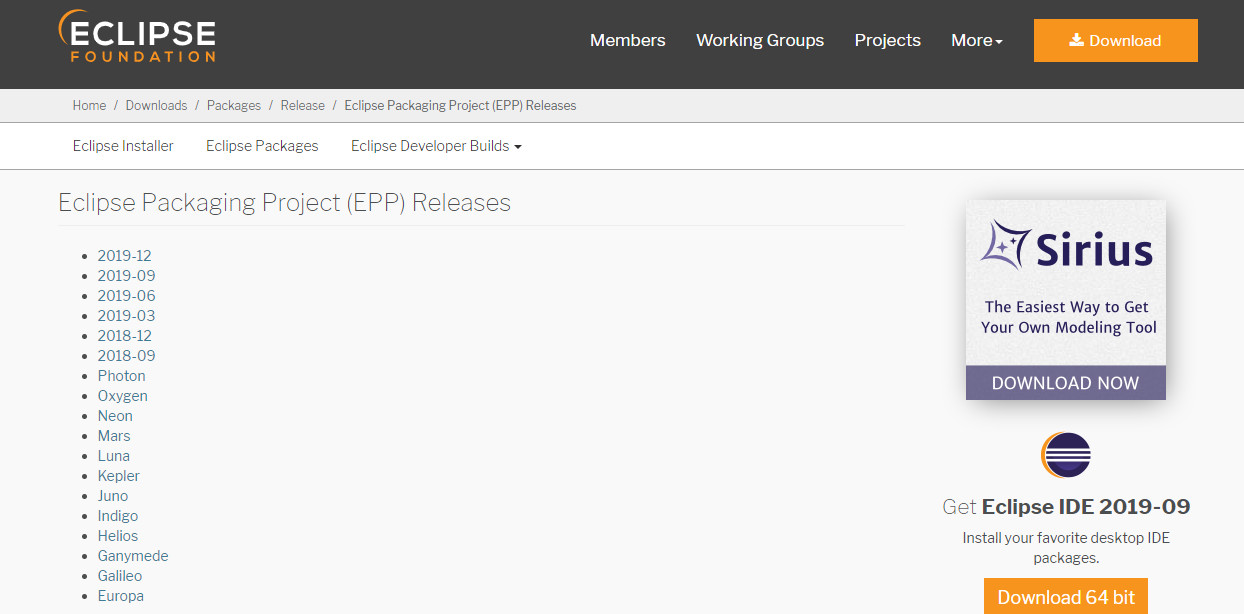 ECLIPSE
FOUNDATION
Members Working Groups Projects More Download
Home / Downloads / Packages / Release / Eclipse Packaging Project (EPP) Releases
Eclipse Installer Eclipse Packages Eclipse Developer Builds
Eclipse Packaging Project (EPP) Releases
2019-12
2019-09
2019-06
2019-03
2018-12
2018-09
Photon
Oxygen
Neon
Mars
Luna
Kepler
Juno
Indigo
Helios
Ganymede
Galileo
Europa
Sirius
The Easiest Way to Get
Your Own Modeling Tool
DOWNLOAD NOW
Get Eclipse IDE 2019-09
Install your favorite desktop IDE
packages.
Download 64 bit